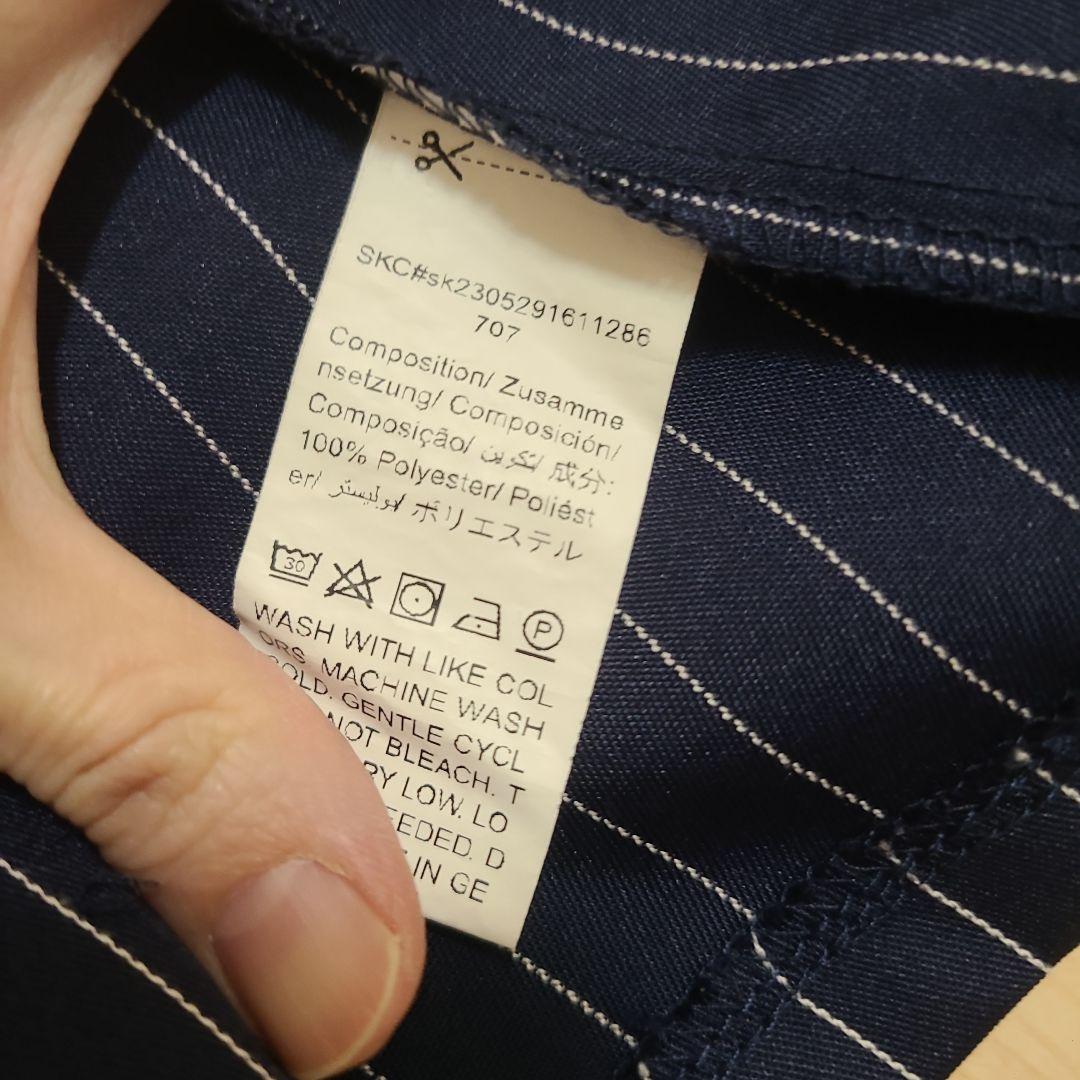 SKC#sk2305291611286
707
Composition/ Zusamme
nsetzung/ Composición/
Composição/ تكوين/ 成分:
100% Polyester/ Poliést
er/ بوليستر/ ポリエステル
30
P
WASH WITH LIKE COL
ORS. MACHINE WASH
COLD. GENTLE CYCL
NOT BLEACH. T
RY LOW. LO
EEDED. D
IN GE